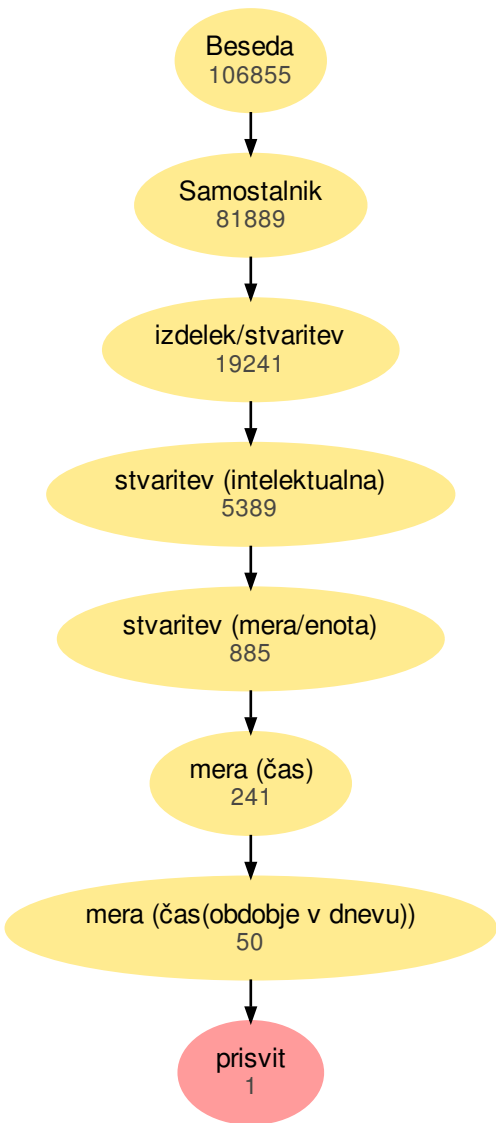 Beseda
106855
Samostalnik
81889
izdelek/stvaritev
19241
stvaritev (intelektualna)
5389
stvaritev (mera/enota)
885
mera (čas)
241
mera (čas(obdobje v dnevu))
50
prisvit
1